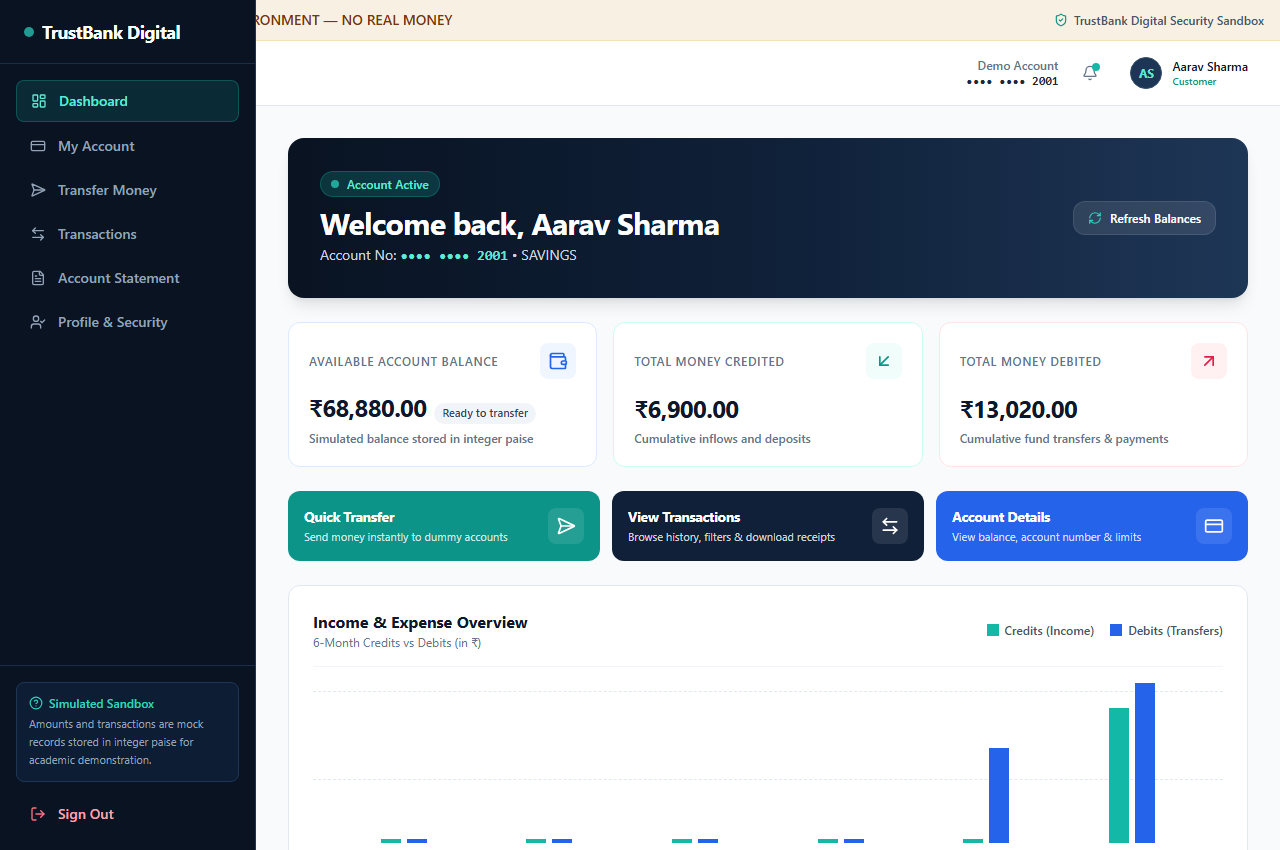 TrustBank Digital
RONMENT — NO REAL MONEY
TrustBank Digital Security Sandbox
Demo Account
•••• •••• 2001
AS
Aarav Sharma
Customer
Dashboard
My Account
Transfer Money
Transactions
Account Statement
Profile & Security
Account Active
Welcome back, Aarav Sharma
Account No: •••• •••• 2001 • SAVINGS
Refresh Balances
AVAILABLE ACCOUNT BALANCE
₹68,880.00 Ready to transfer
Simulated balance stored in integer paise
TOTAL MONEY CREDITED
₹6,900.00
Cumulative inflows and deposits
TOTAL MONEY DEBITED
₹13,020.00
Cumulative fund transfers & payments
Quick Transfer
Send money instantly to dummy accounts
View Transactions
Browse history, filters & download receipts
Account Details
View balance, account number & limits
Income & Expense Overview
6-Month Credits vs Debits (in ₹)
Credits (Income)
Debits (Transfers)
Simulated Sandbox
Amounts and transactions are mock
records stored in integer paise for
academic demonstration.
Sign Out